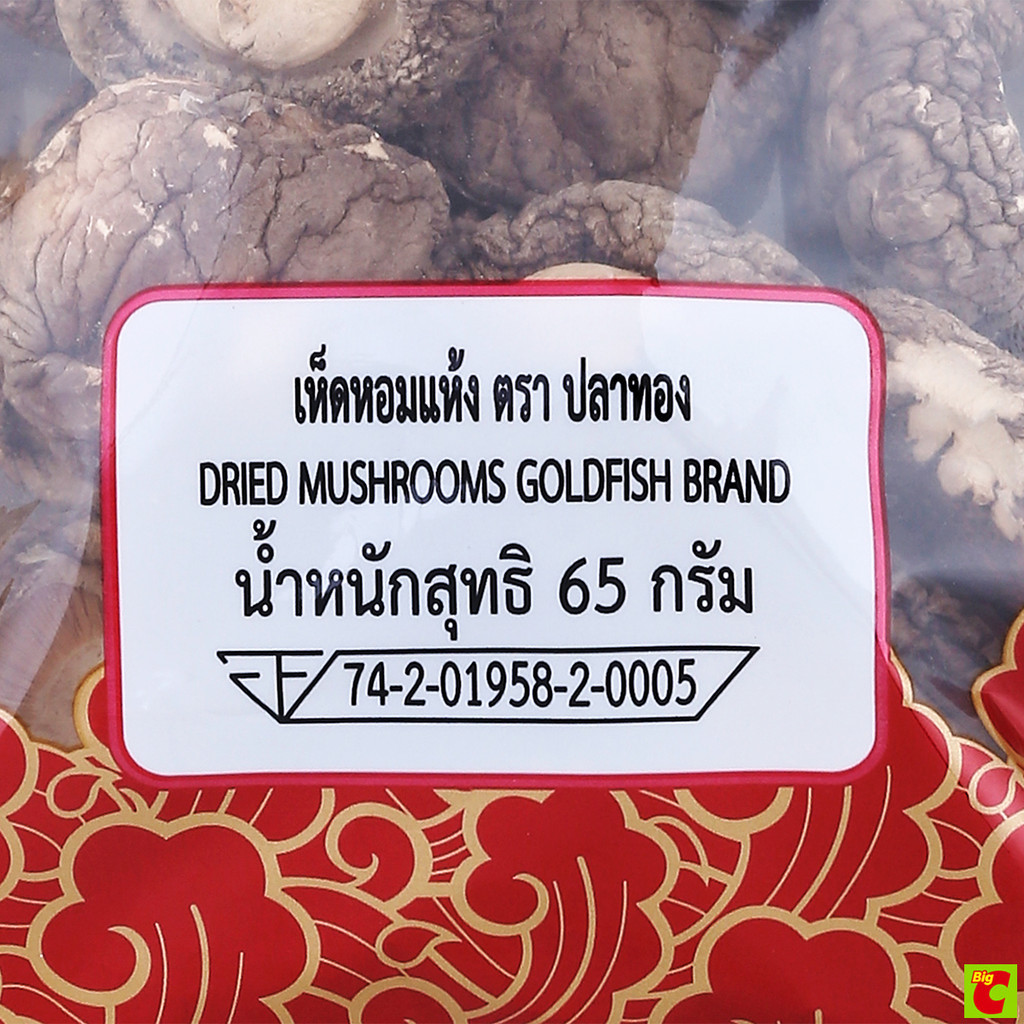 เห็ดหอมแห้ง ตรา ปลาทอง
DRIED MUSHROOMS GOLDFISH BRAND
น้ำหนักสุทธิ 65 กรัม
74-2-01958-2-0005
Big C